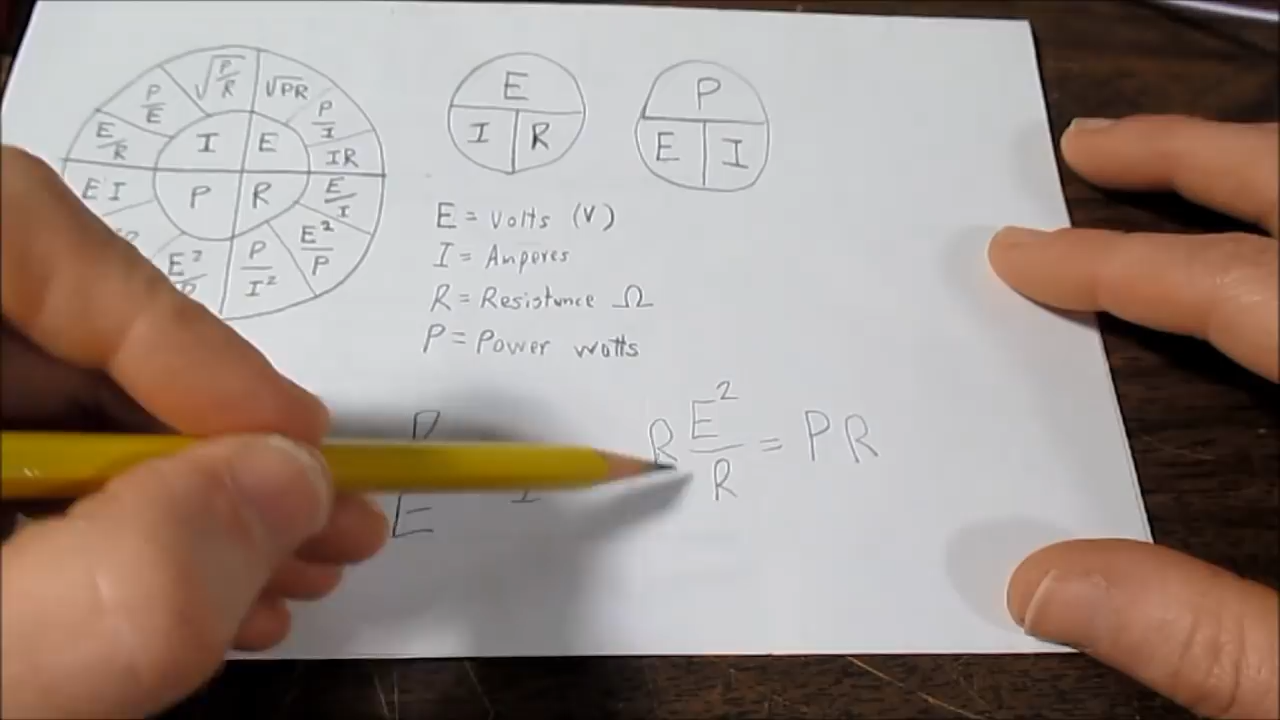 √P/R √PR
P/E P/I
E/R I E IR
EI P R E/I
E² P/I² E²/P
E
I R
P
E I
E = Volts (V)
I = Amperes
R = Resistance Ω
P = Power watts
P
E
I
R E²/R = PR